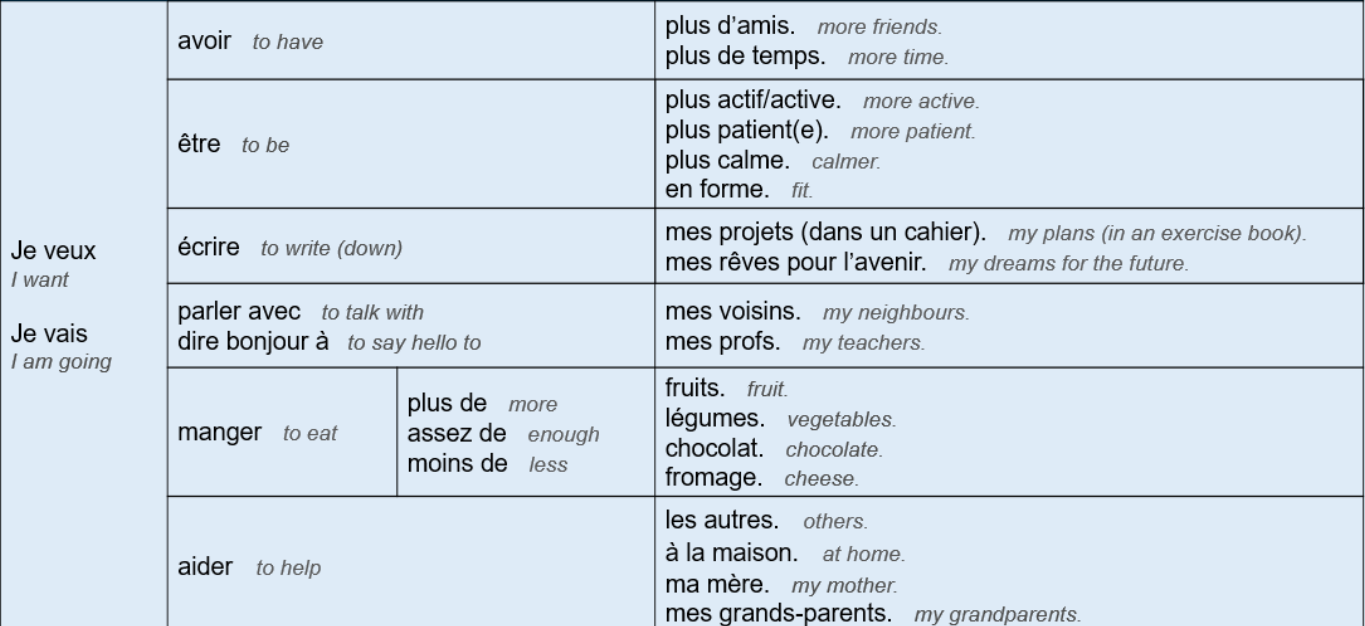 avoir to have
plus d'amis. more friends.
plus de temps. more time.
être to be
plus actif/active. more active.
plus patient(e). more patient.
plus calme. calmer.
en forme. fit.
Je veux
I want
Je vais
I am going
écrire to write (down)
mes projets (dans un cahier). my plans (in an exercise book).
mes rêves pour l'avenir. my dreams for the future.
parler avec to talk with
dire bonjour à to say hello to
mes voisins. my neighbours.
mes profs. my teachers.
manger to eat
plus de more
assez de enough
moins de less
fruits. fruit.
légumes. vegetables.
chocolat. chocolate.
fromage. cheese.
aider to help
les autres. others.
à la maison. at home.
ma mère. my mother.
mes grands-parents. my grandparents.